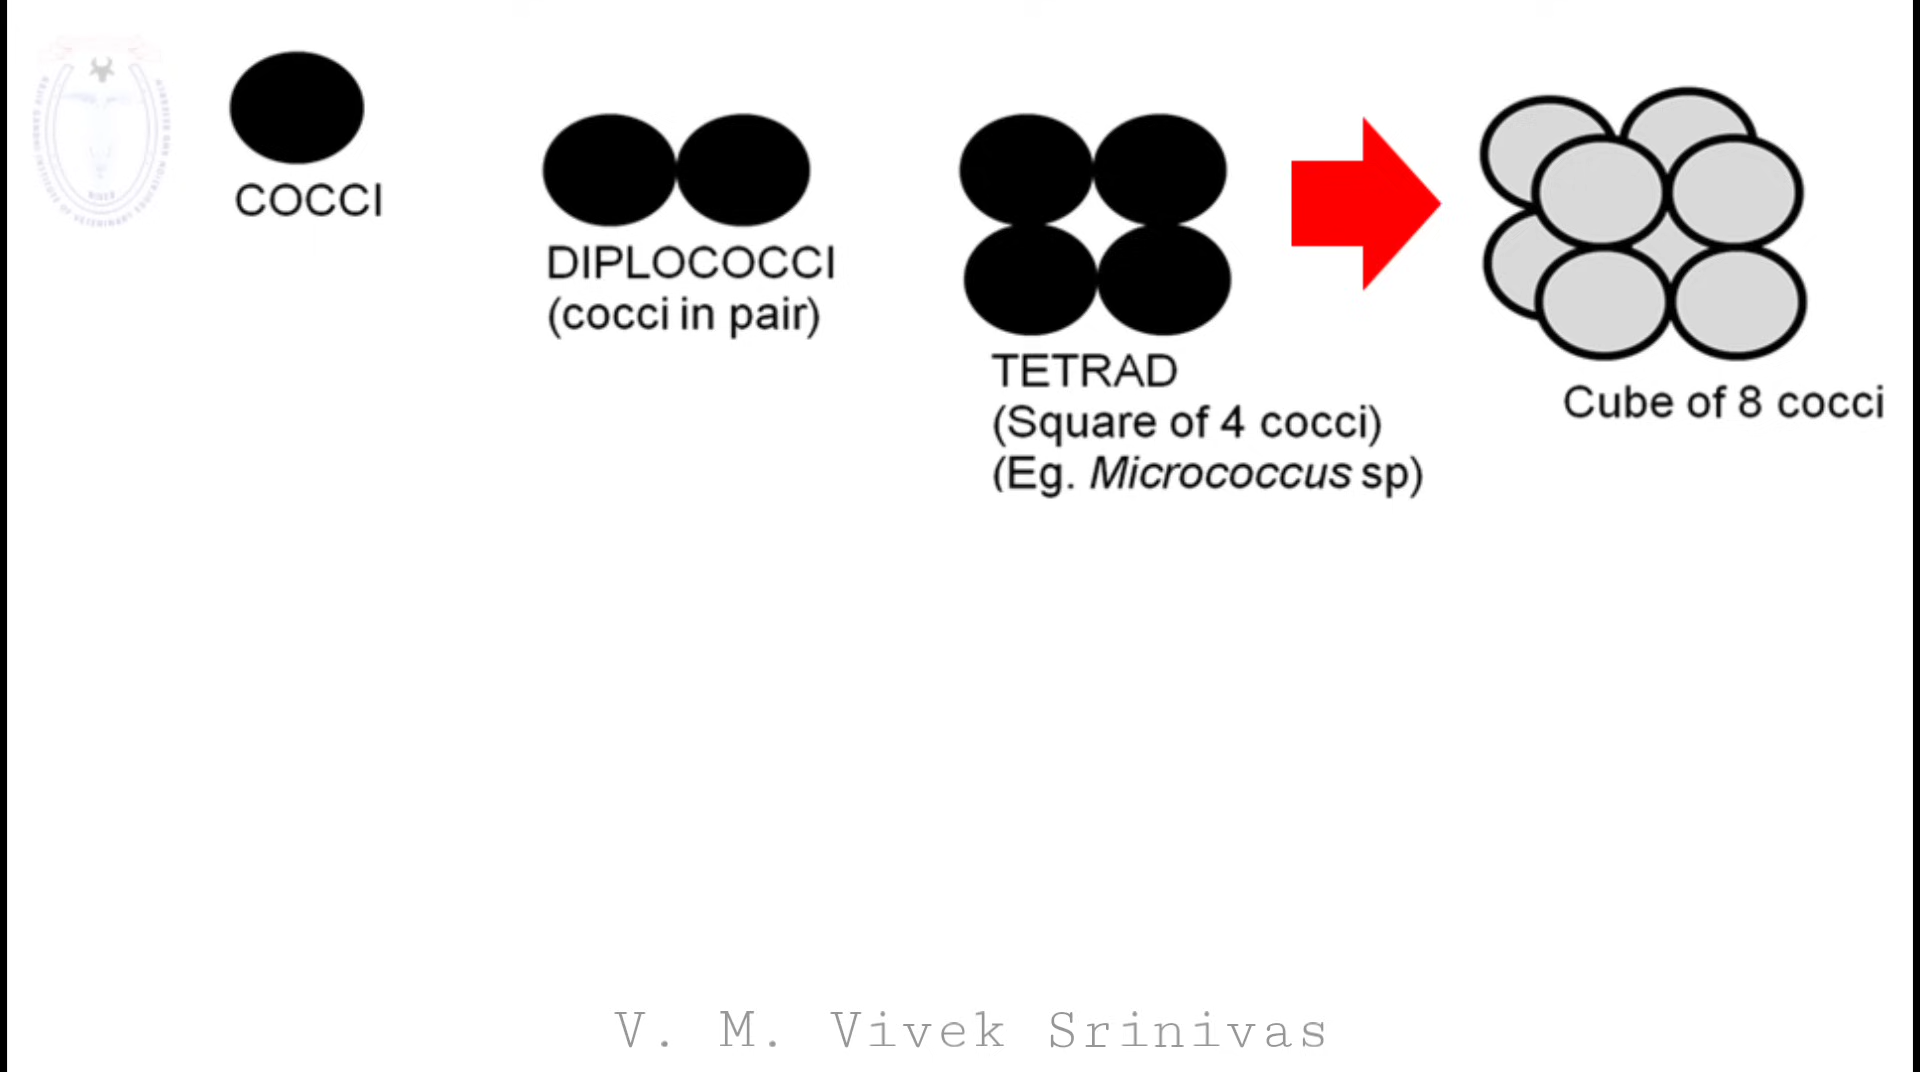 COCCI
DIPLOCOCCI
(cocci in pair)
TETRAD
(Square of 4 cocci)
(Eg. Micrococcus sp)
Cube of 8 cocci
V. M. Vivek Srinivas